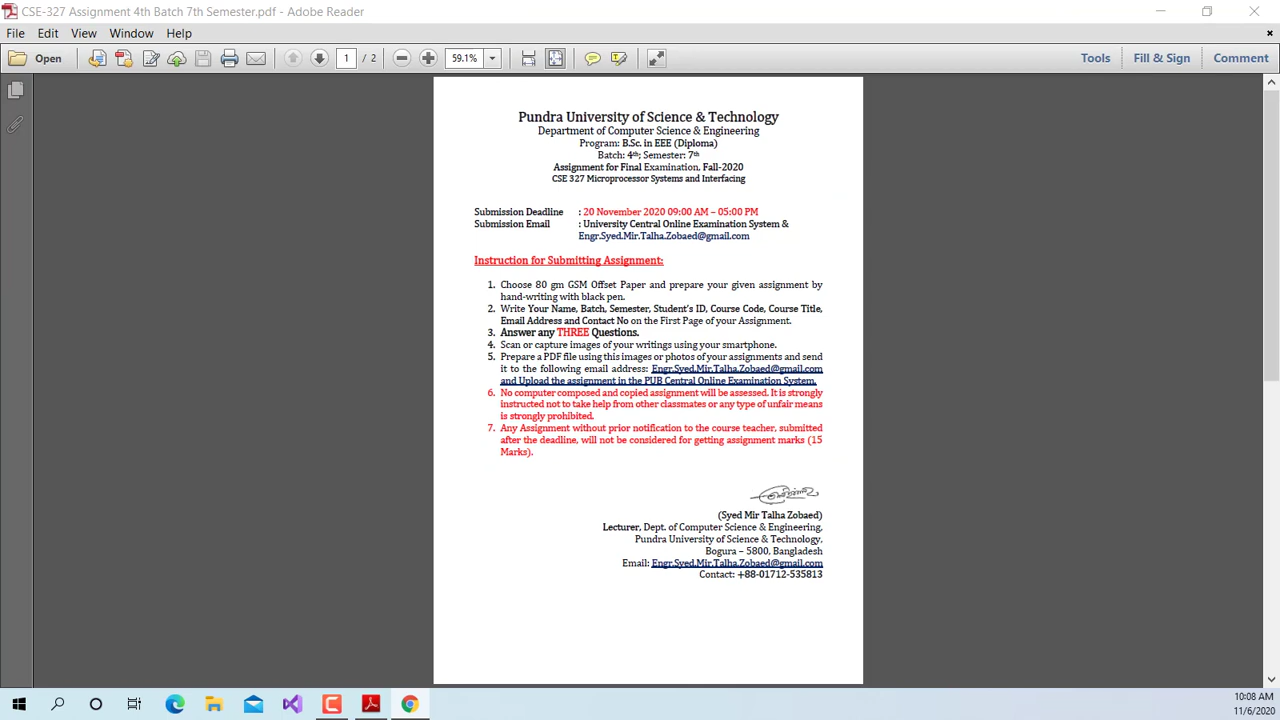 CSE-327 Assignment 4th Batch 7th Semester.pdf - Adobe Reader
File Edit View Window Help
Open 1 / 2 59.1% Tools Fill & Sign Comment
Pundra University of Science & Technology
Department of Computer Science & Engineering
Program: B.Sc. in EEE (Diploma)
Batch: 4th; Semester: 7th
Assignment for Final Examination, Fall-2020
CSE 327 Microprocessor Systems and Interfacing
Submission Deadline : 20 November 2020 09:00 AM – 05:00 PM
Submission Email : University Central Online Examination System &
Engr.Syed.Mir.Talha.Zobaed@gmail.com
Instruction for Submitting Assignment:
1. Choose 80 gm GSM Offset Paper and prepare your given assignment by
hand-writing with black pen.
2. Write Your Name, Batch, Semester, Student's ID, Course Code, Course Title,
Email Address and Contact No on the First Page of your Assignment.
3. Answer any THREE Questions.
4. Scan or capture images of your writings using your smartphone.
5. Prepare a PDF file using this images or photos of your assignments and send
it to the following email address: Engr.Syed.Mir.Talha.Zobaed@gmail.com
and Upload the assignment in the PUB Central Online Examination System.
6. No computer composed and copied assignment will be assessed. It is strongly
instructed not to take help from other classmates or any type of unfair means
is strongly prohibited.
7. Any Assignment without prior notification to the course teacher, submitted
after the deadline, will not be considered for getting assignment marks (15
Marks).
(Syed Mir Talha Zobaed)
Lecturer, Dept. of Computer Science & Engineering,
Pundra University of Science & Technology,
Bogura – 5800, Bangladesh
Email: Engr.Syed.Mir.Talha.Zobaed@gmail.com
Contact: +88-01712-535813
10:08 AM
11/6/2020